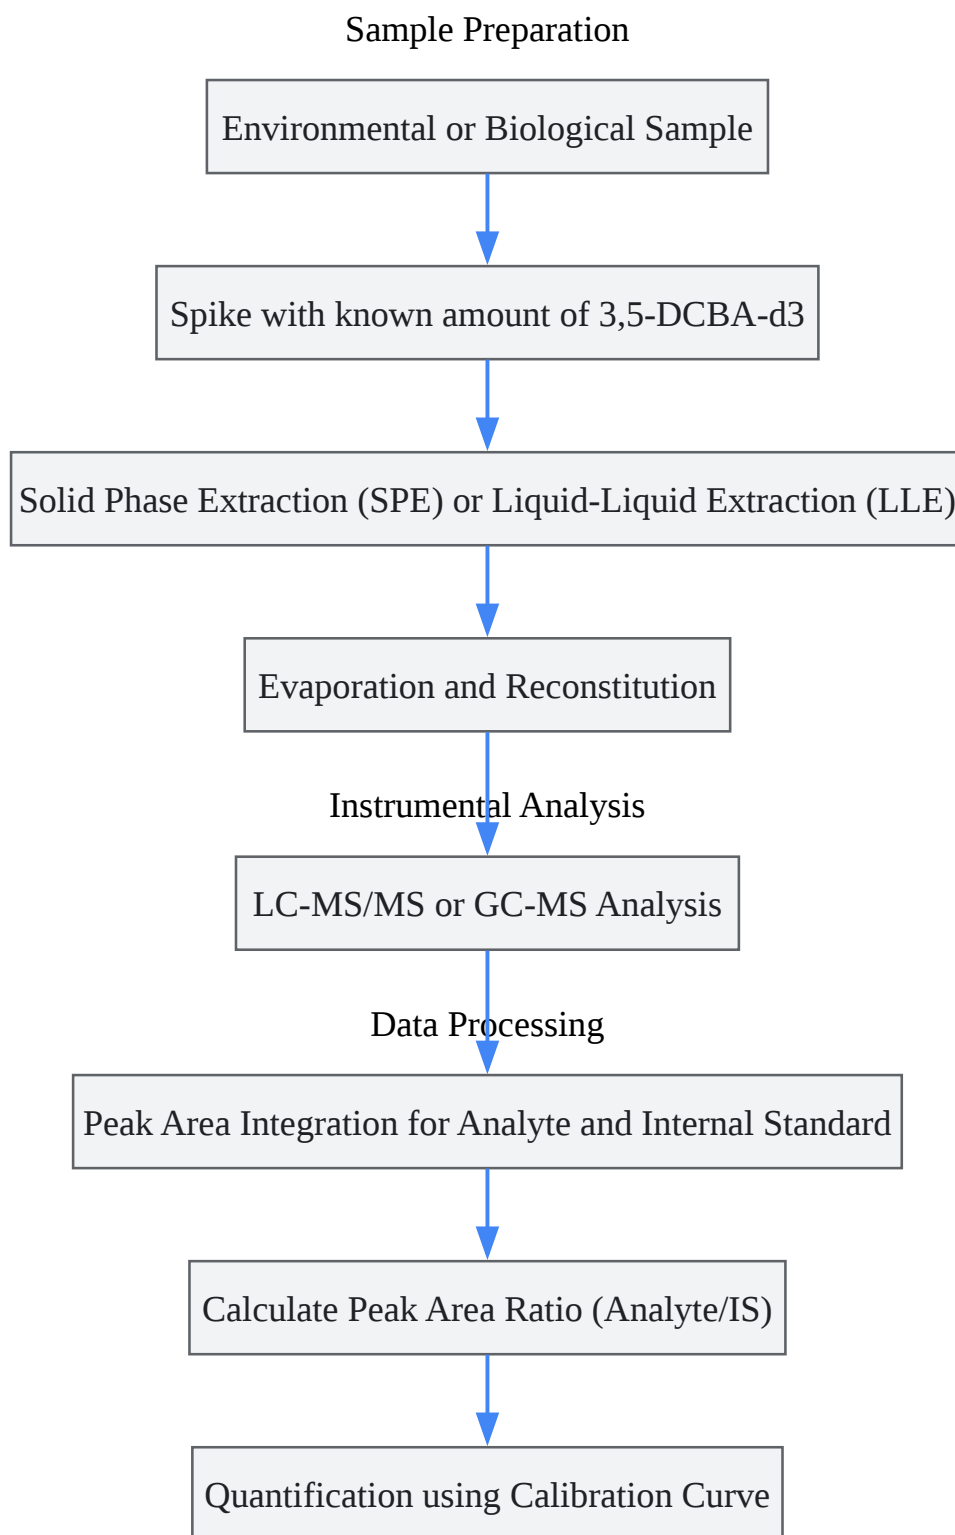 Sample Preparation
Environmental or Biological Sample
Spike with known amount of 3,5-DCBA-d3
Solid Phase Extraction (SPE) or Liquid-Liquid Extraction (LLE)
Evaporation and Reconstitution
Instrumental Analysis
LC-MS/MS or GC-MS Analysis
Data Processing
Peak Area Integration for Analyte and Internal Standard
Calculate Peak Area Ratio (Analyte/IS)
Quantification using Calibration Curve